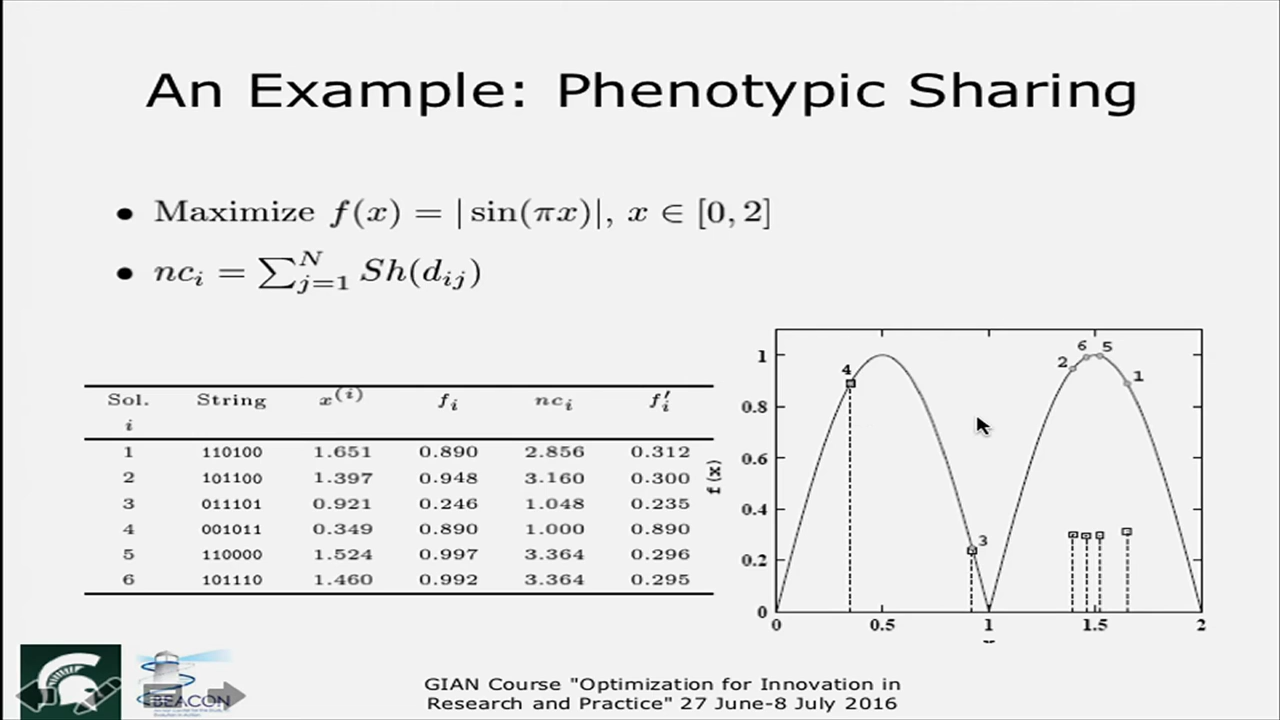 An Example: Phenotypic Sharing
• Maximize f(x) = | sin(πx)|, x ∈ [0, 2]
• nc_i = ∑_{j=1}^{N} Sh(d_{ij})
Sol. i String x^{(i)} f_i nc_i f'_i
1 110100 1.651 0.890 2.856 0.312
2 101100 1.397 0.948 3.160 0.300
3 011101 0.921 0.246 1.048 0.235
4 001011 0.349 0.890 1.000 0.890
5 110000 1.524 0.997 3.364 0.296
6 101110 1.460 0.992 3.364 0.295
f(x)
1
0.8
0.6
0.4
0.2
0
0 0.5 1 1.5 2
4
3
2
6
5
1
BEACON
GIAN Course "Optimization for Innovation in
Research and Practice" 27 June-8 July 2016